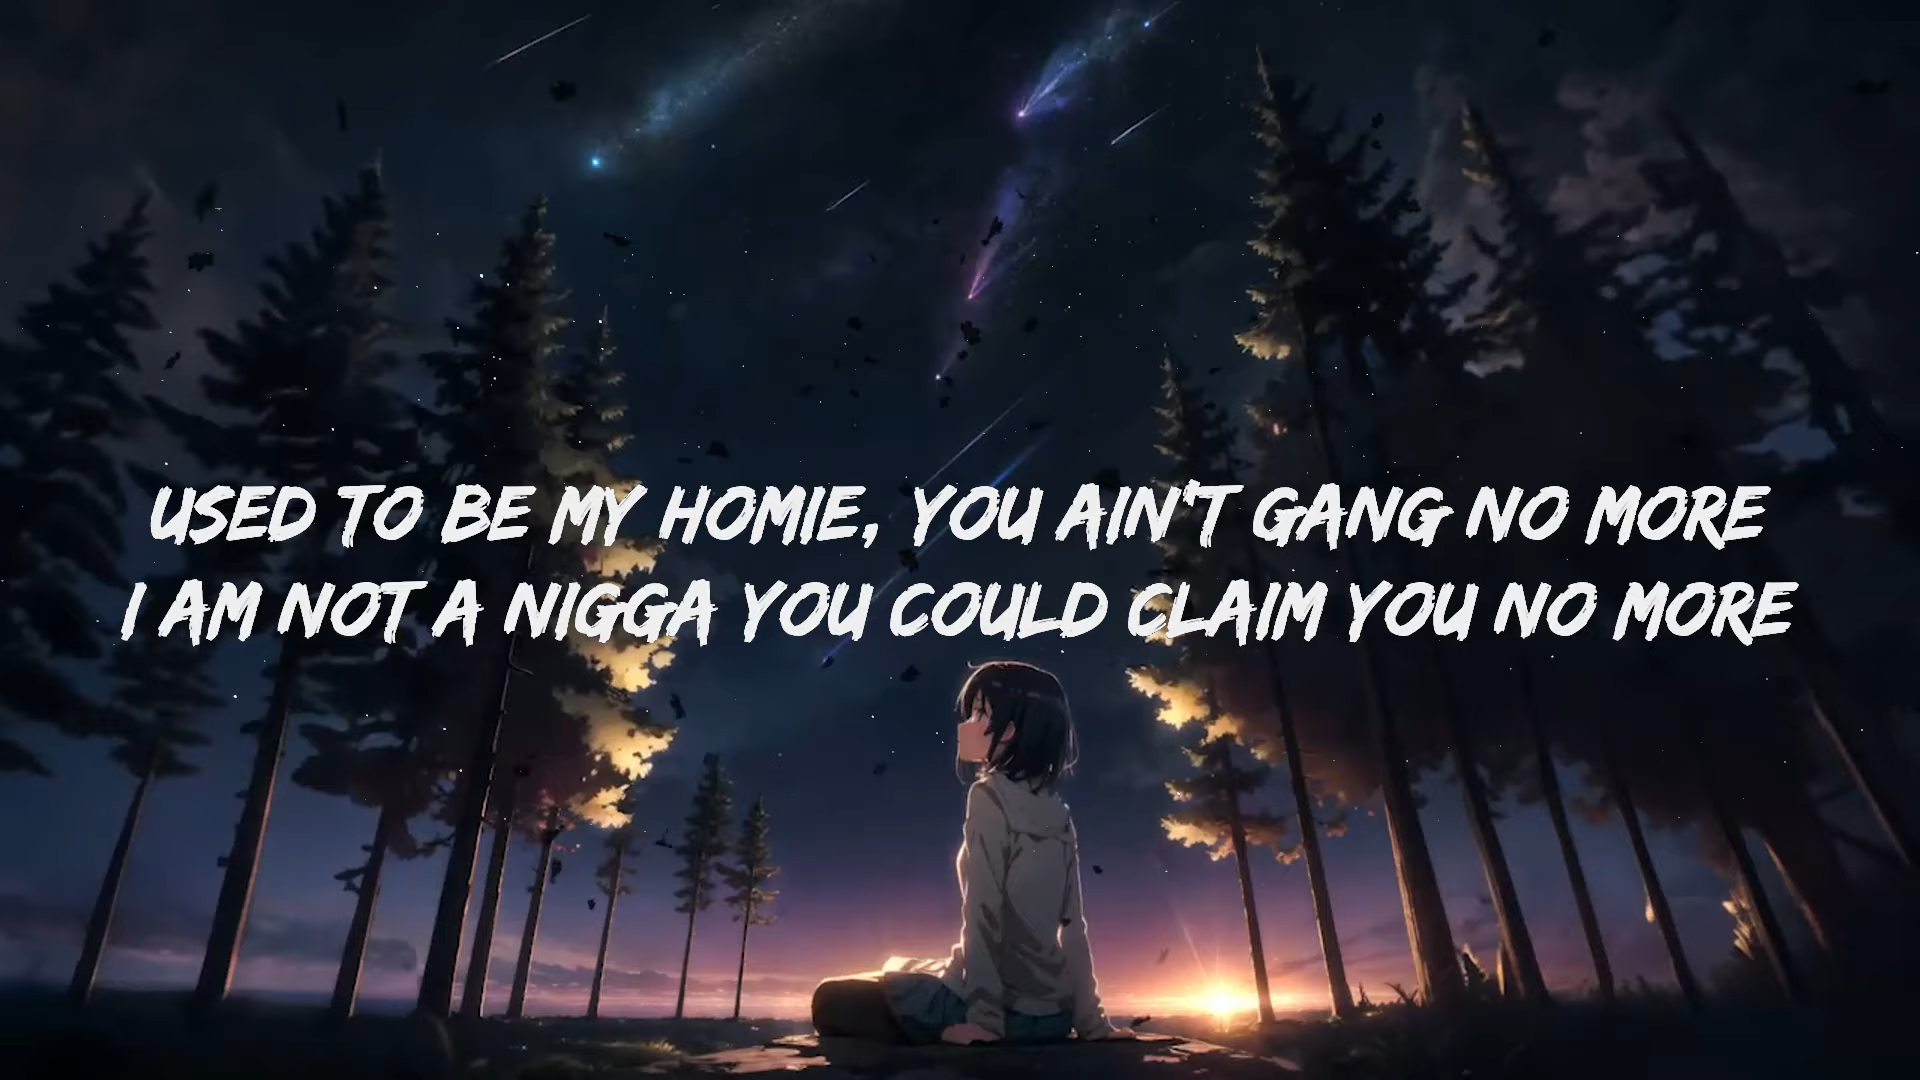 USED TO BE MY HOMIE, YOU AIN'T GANG NO MORE
I AM NOT A NIGGA YOU COULD CLAIM YOU NO MORE